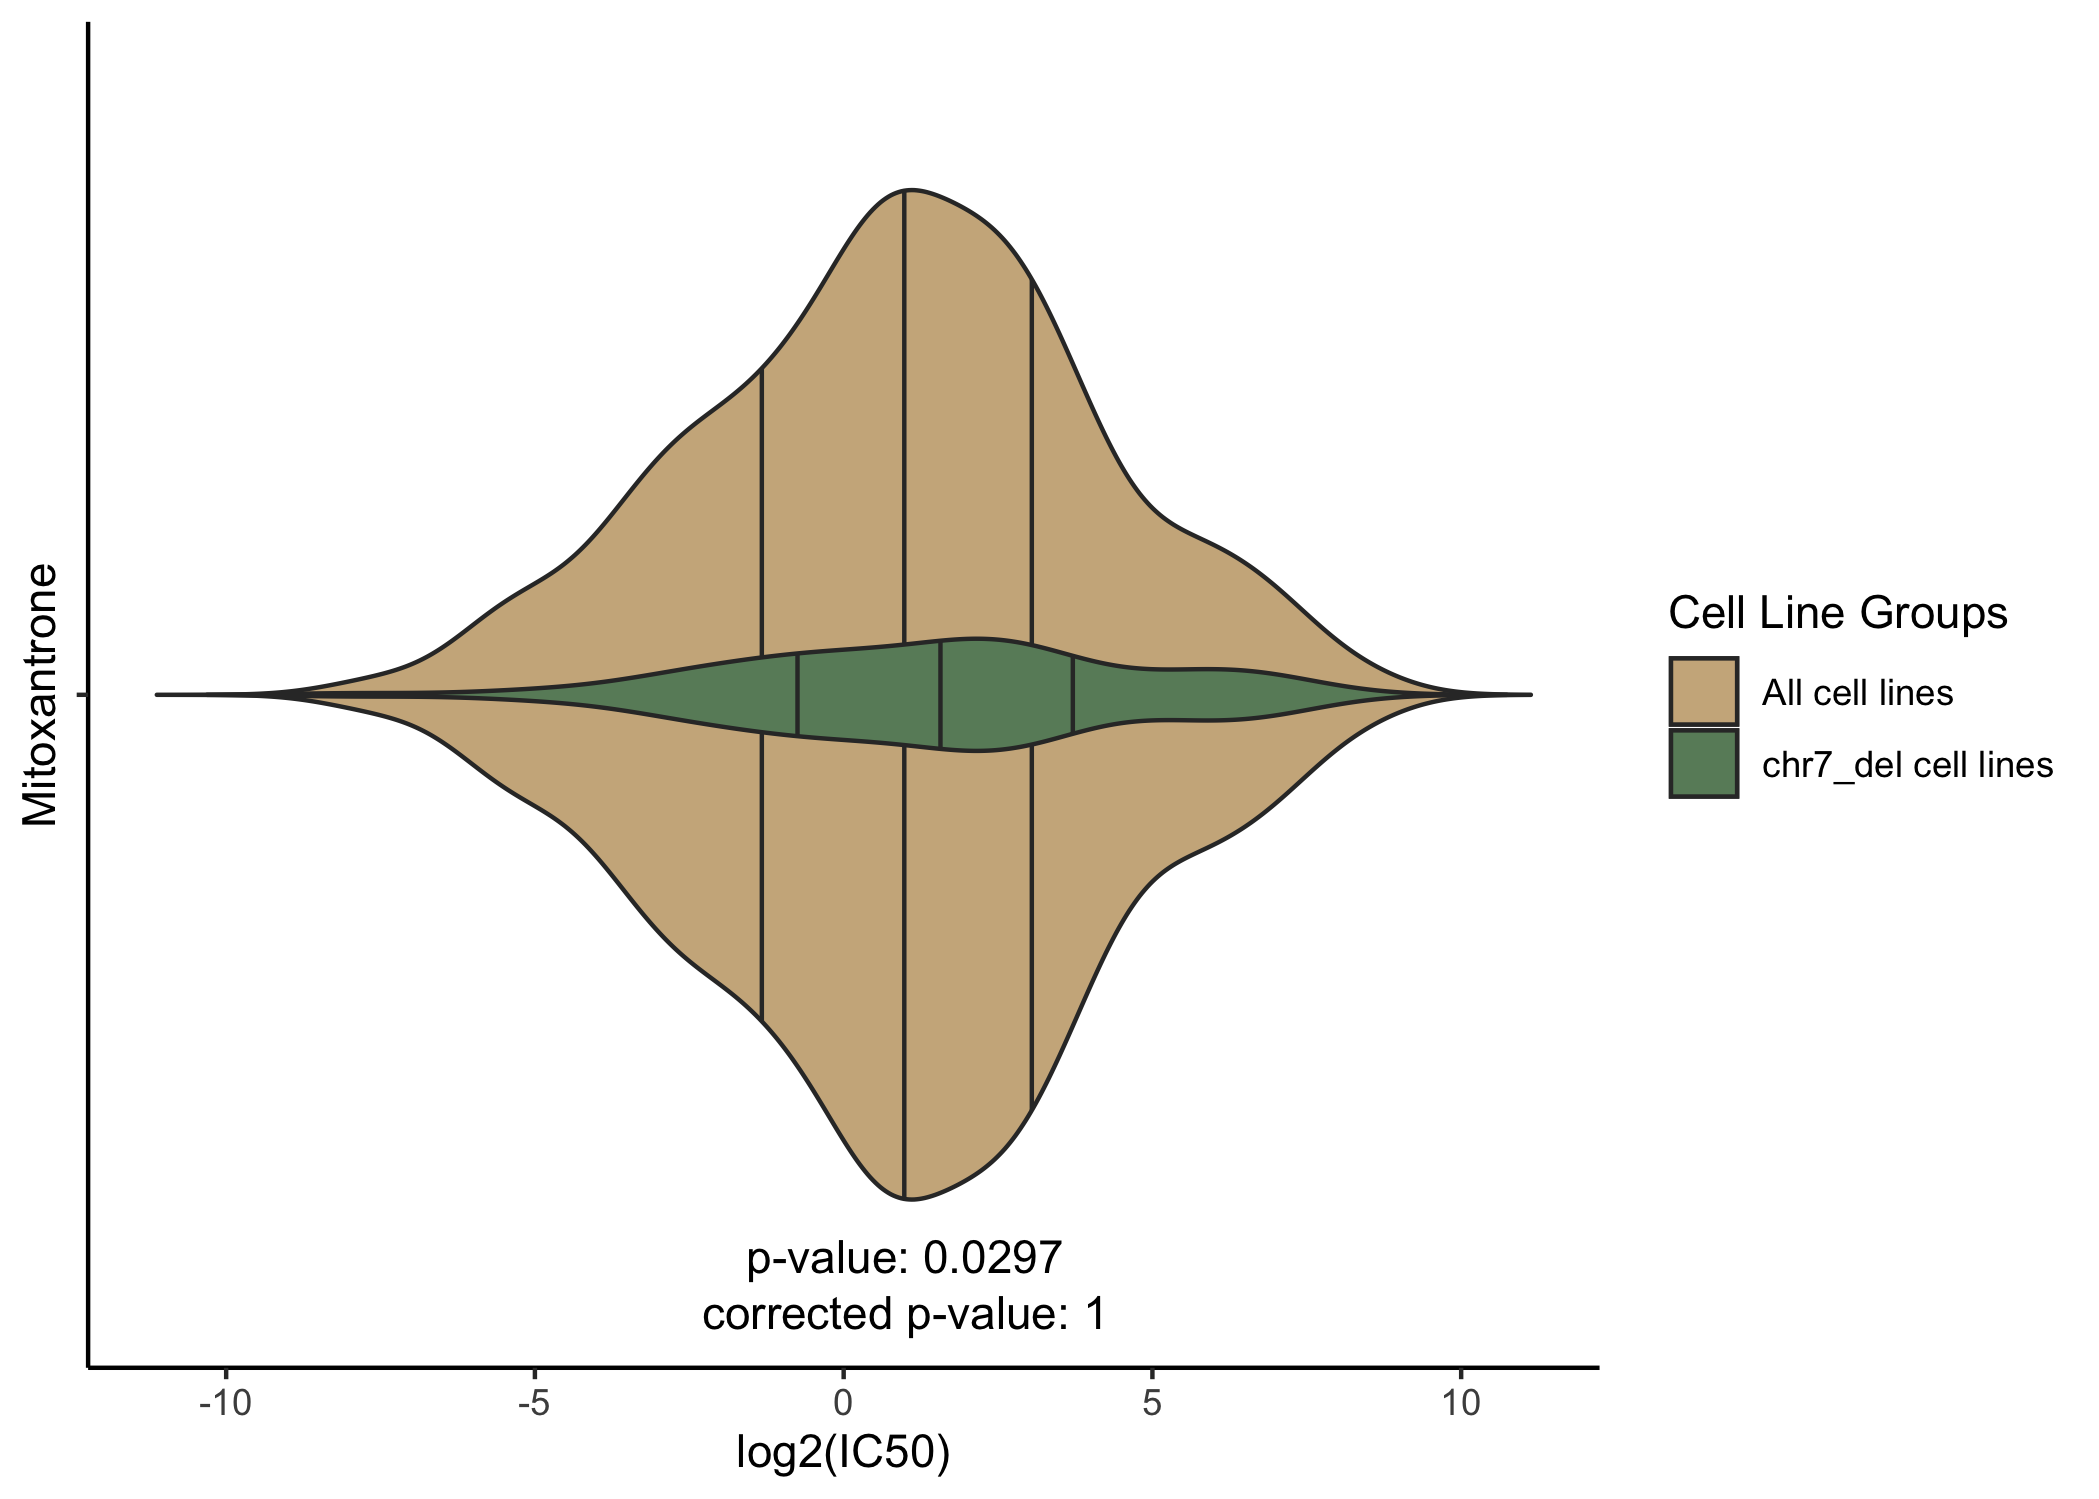 Mitoxantrone
Cell Line Groups
All cell lines
chr7_del cell lines
p-value: 0.0297
corrected p-value: 1
-10 -5 0 5 10
log2(IC50)